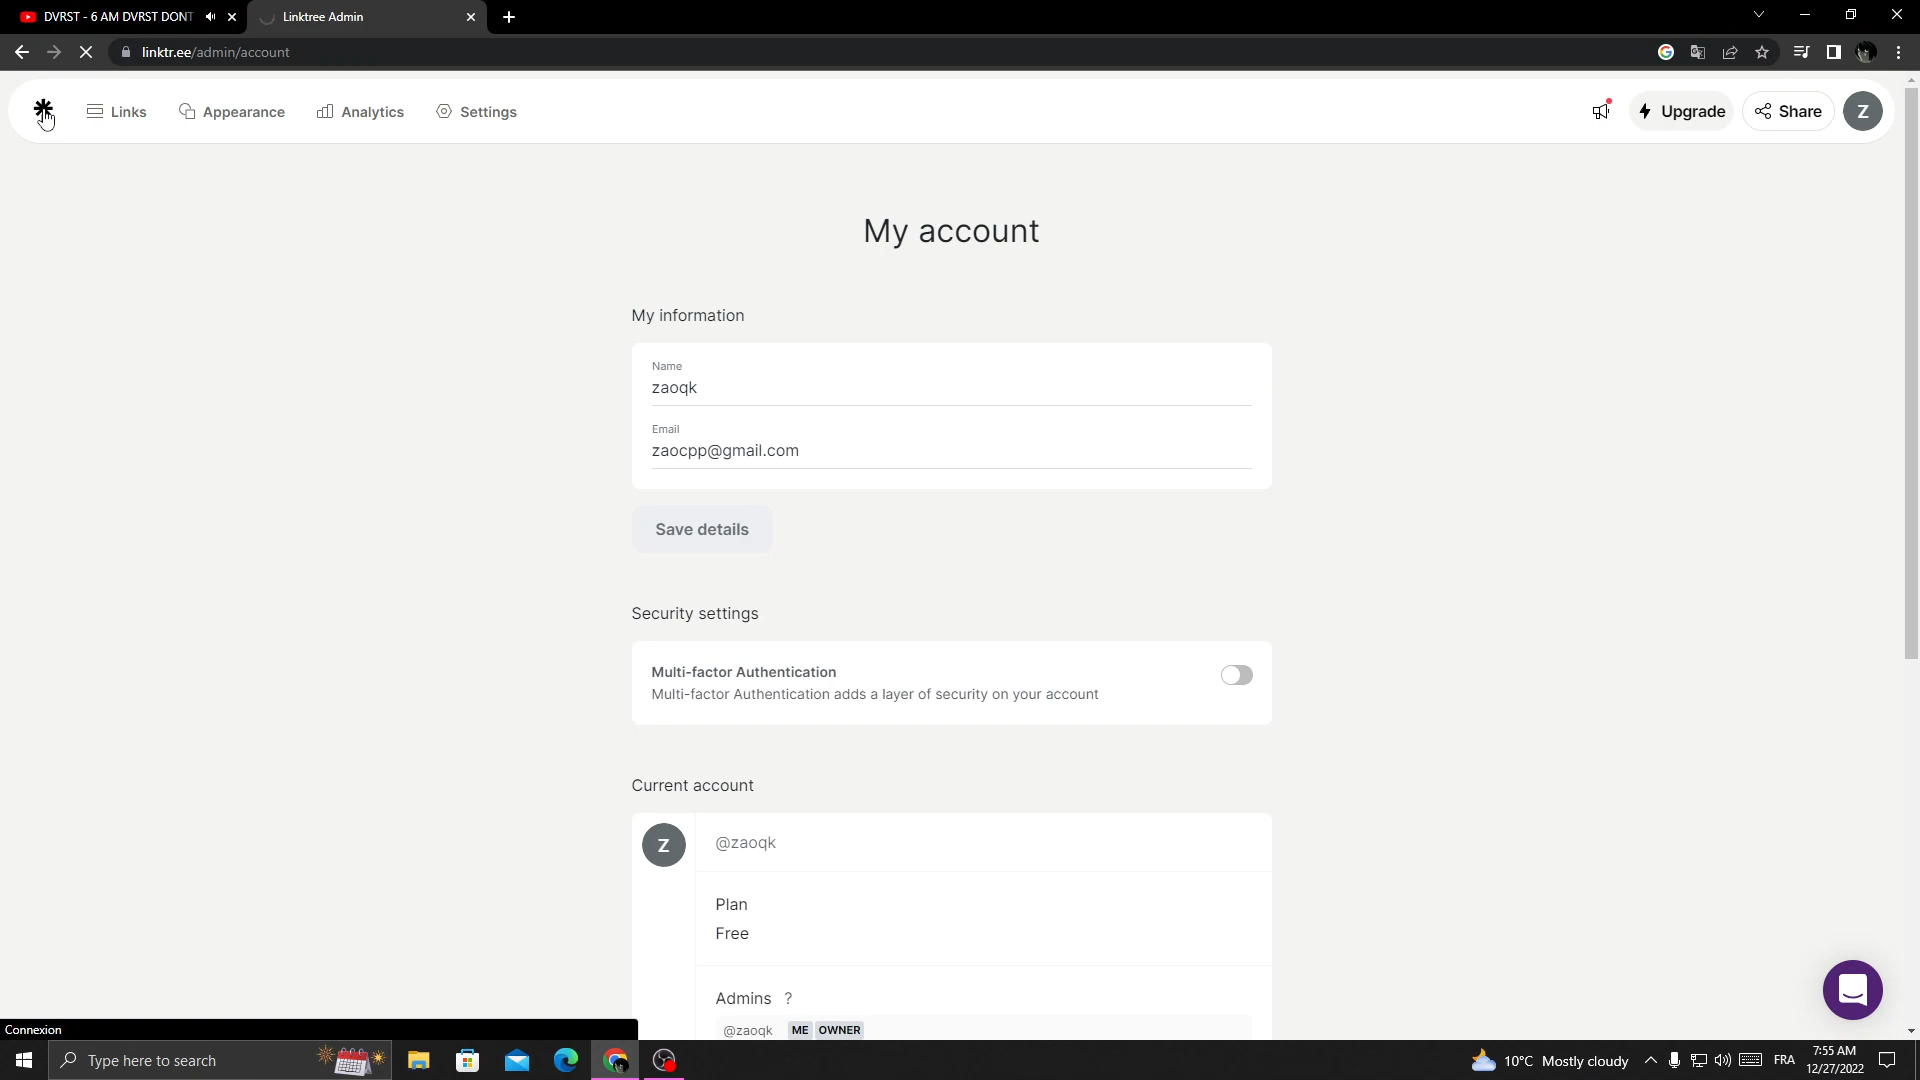 DVRST - 6 AM DVRST DONT
Linktree Admin
linktr.ee/admin/account
Links
Appearance
Analytics
Settings
Upgrade
Share
Z
My account
My information
Name
zaoqk
Email
zaocpp@gmail.com
Save details
Security settings
Multi-factor Authentication
Multi-factor Authentication adds a layer of security on your account
Current account
Z
@zaoqk
Plan
Free
Admins ?
@zaoqk ME OWNER
Connexion
Type here to search
10°C Mostly cloudy
FRA
7:55 AM
12/27/2022